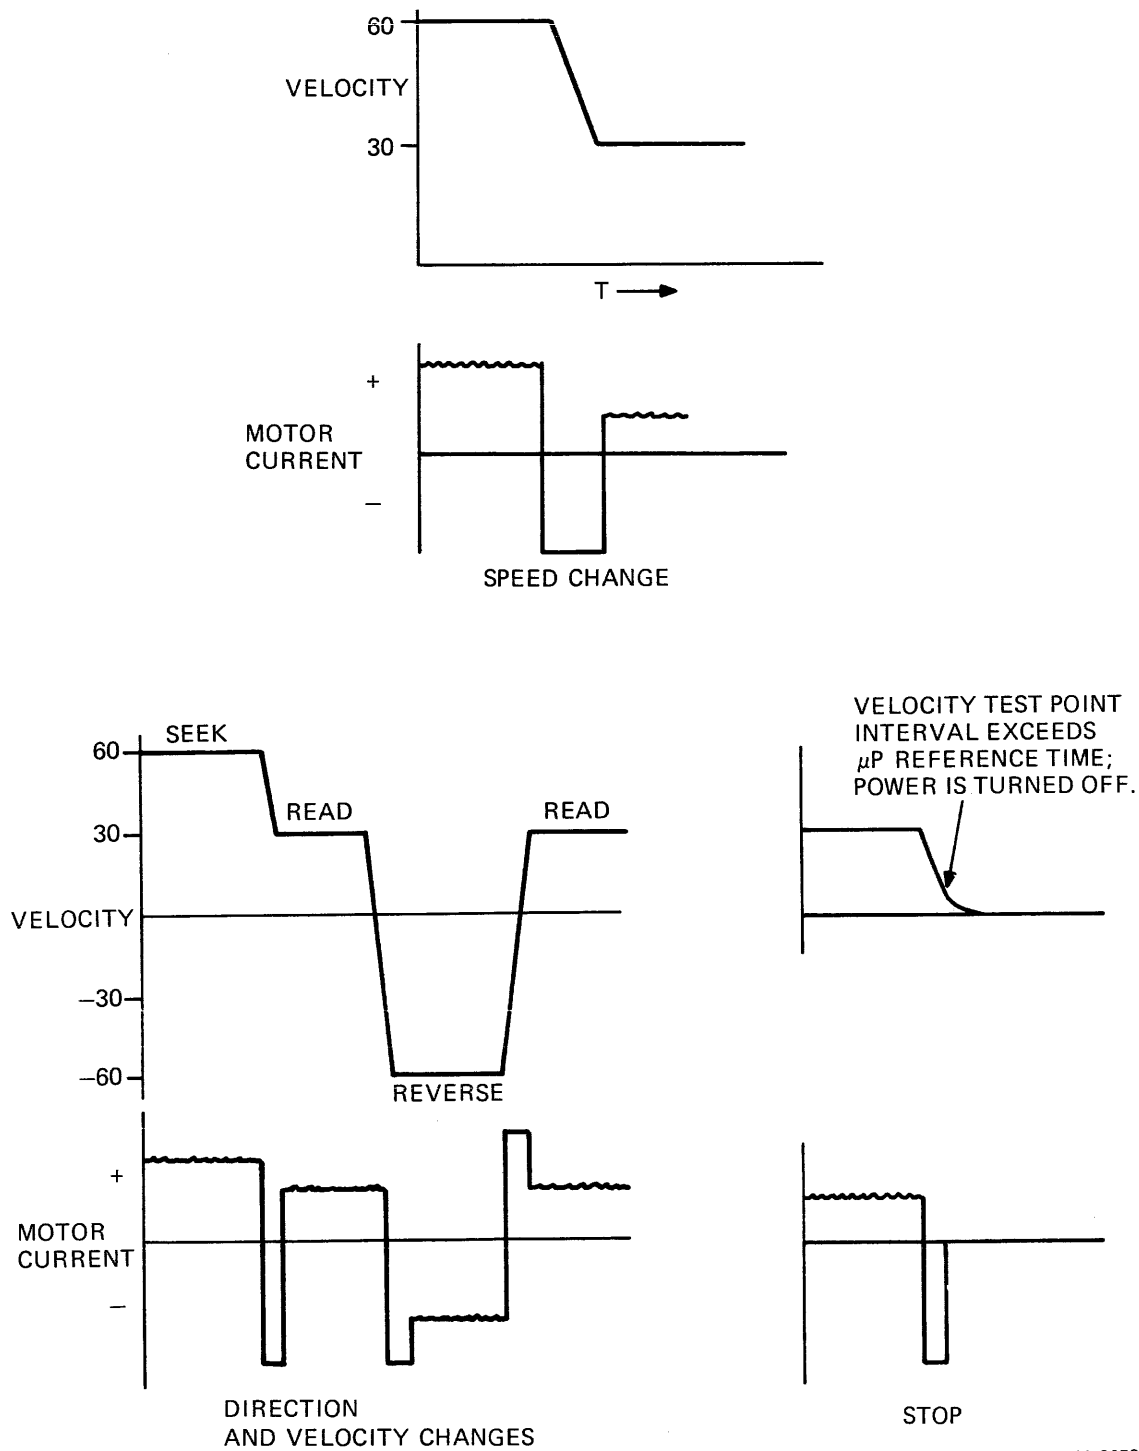 60
VELOCITY
30
T
+
MOTOR
CURRENT
–
SPEED CHANGE
VELOCITY TEST POINT
INTERVAL EXCEEDS
µP REFERENCE TIME;
POWER IS TURNED OFF.
60
SEEK
READ
READ
30
VELOCITY
–30
–60
REVERSE
+
MOTOR
CURRENT
–
DIRECTION
AND VELOCITY CHANGES
STOP